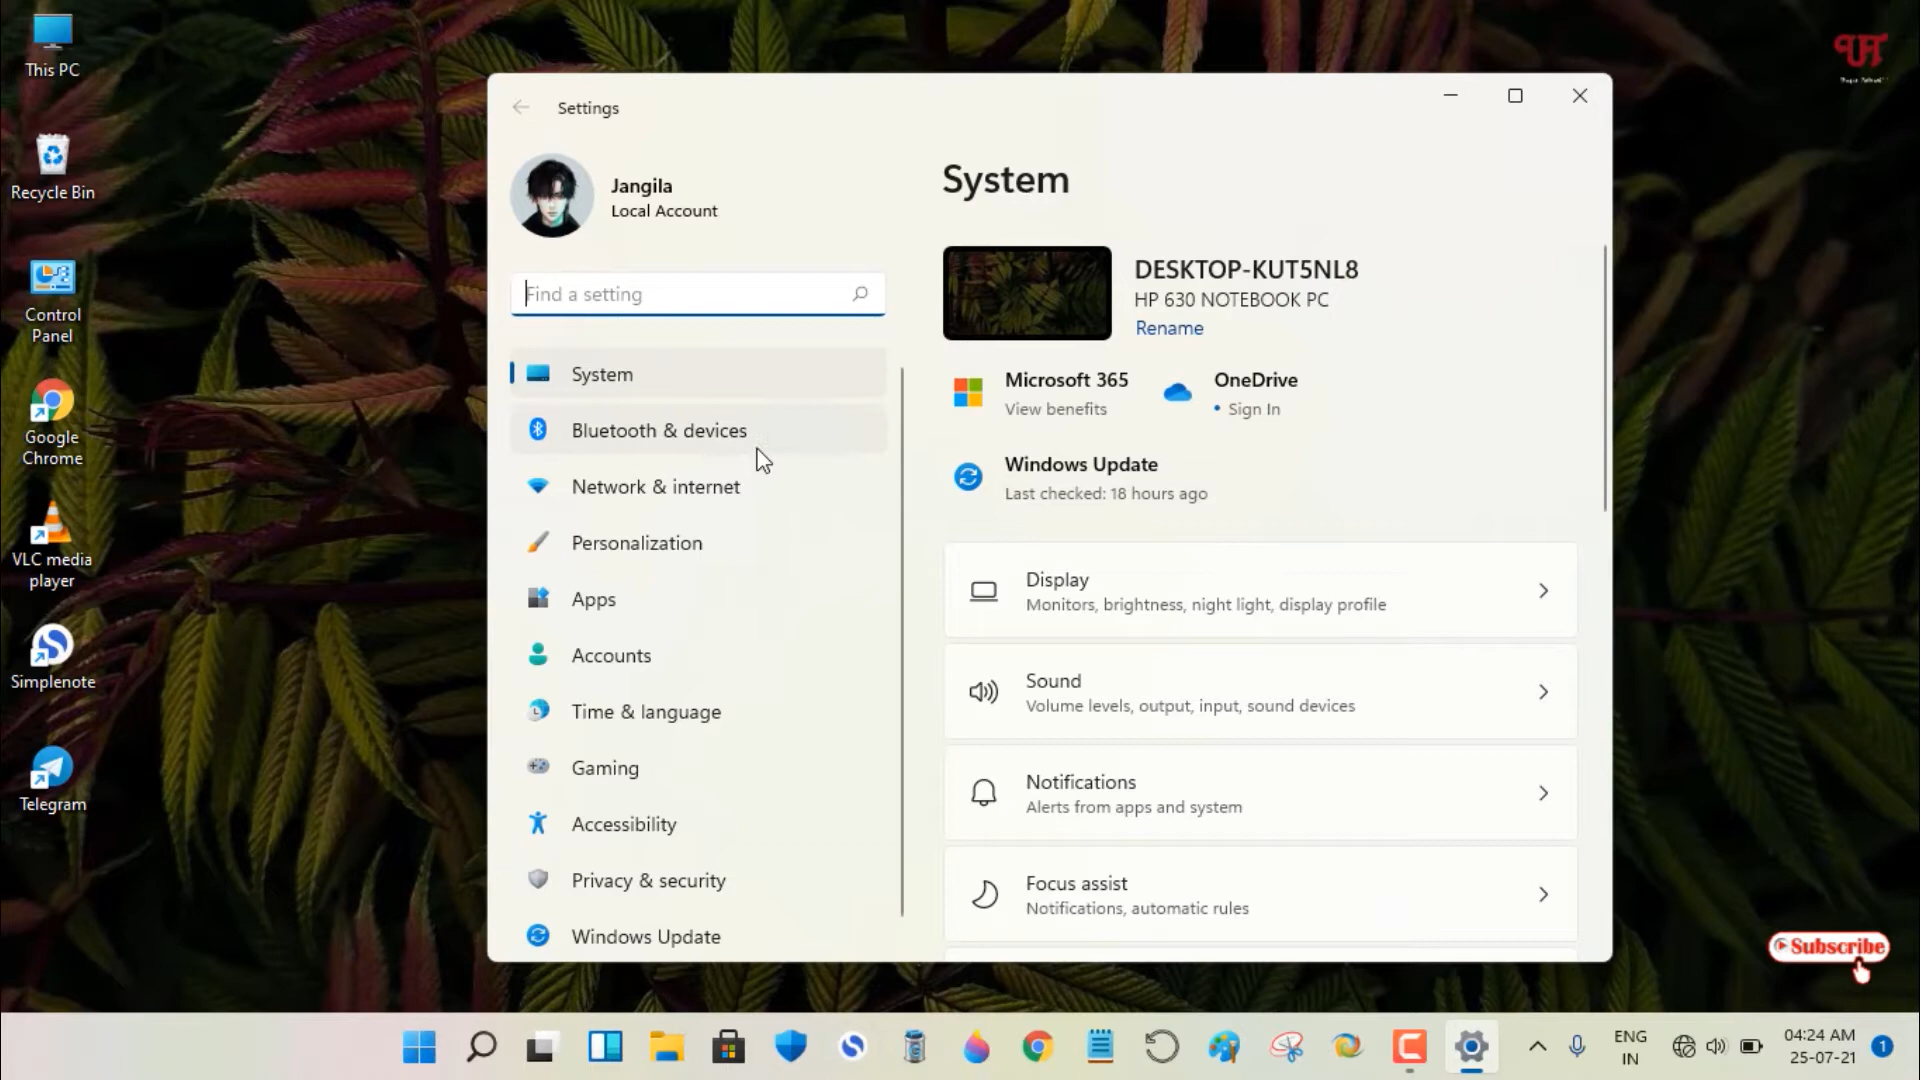 This PC
Recycle Bin
Control
Panel
Google
Chrome
VLC media
player
Simplenote
Telegram
Settings
Jangila
Local Account
Find a setting
System
Bluetooth & devices
Network & internet
Personalization
Apps
Accounts
Time & language
Gaming
Accessibility
Privacy & security
Windows Update
System
DESKTOP-KUT5NL8
HP 630 NOTEBOOK PC
Rename
Microsoft 365
View benefits
OneDrive
• Sign In
Windows Update
Last checked: 18 hours ago
Display
Monitors, brightness, night light, display profile
Sound
Volume levels, output, input, sound devices
Notifications
Alerts from apps and system
Focus assist
Notifications, automatic rules
Subscribe
ENG
IN
04:24 AM
25-07-21
1